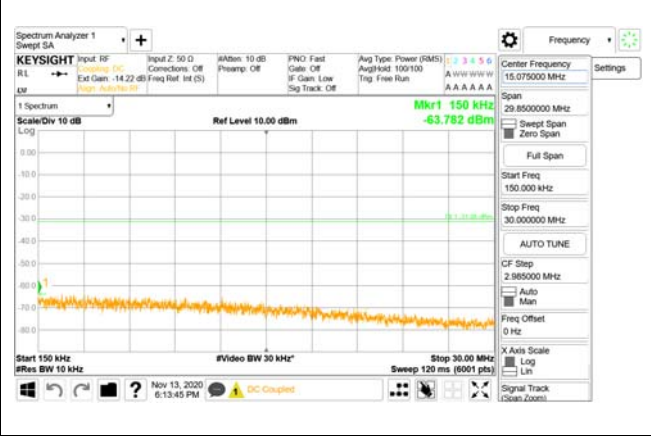 Spectrum Analyzer 1
Swept SA
Frequency
KEYSIGHT
RL
Input: RF
Coupling: DC
Ext Gain: -14.22 dB
Align: Auto/No RF
Input Z: 50 Ω
Corrections: Off
Freq Ref: Int (S)
#Atten: 10 dB
Preamp: Off
PNO: Fast
Gate: Off
IF Gain: Low
Sig Track: Off
Avg Type: Power (RMS)
Avg|Hold: 100/100
Trig: Free Run
1 2 3 4 5 6
A W W W W W
A A A A A A
1 Spectrum
Scale/Div 10 dB
Ref Level 10.00 dBm
Mkr1 150 kHz
-63.782 dBm
Log
0.00
-10.0
-20.0
-30.0
-40.0
-50.0
-60.0
-70.0
-80.0
1
Start 150 kHz
#Res BW 10 kHz
#Video BW 30 kHz*
Stop 30.00 MHz
Sweep 120 ms (6001 pts)
Nov 13, 2020
6:13:45 PM
DC Coupled
Center Frequency
15.075000 MHz
Settings
Span
29.8500000 MHz
Swept Span
Zero Span
Full Span
Start Freq
150.000 kHz
Stop Freq
30.000000 MHz
AUTO TUNE
CF Step
2.985000 MHz
Auto
Man
Freq Offset
0 Hz
X Axis Scale
Log
Lin
Signal Track
(Span Zoom)